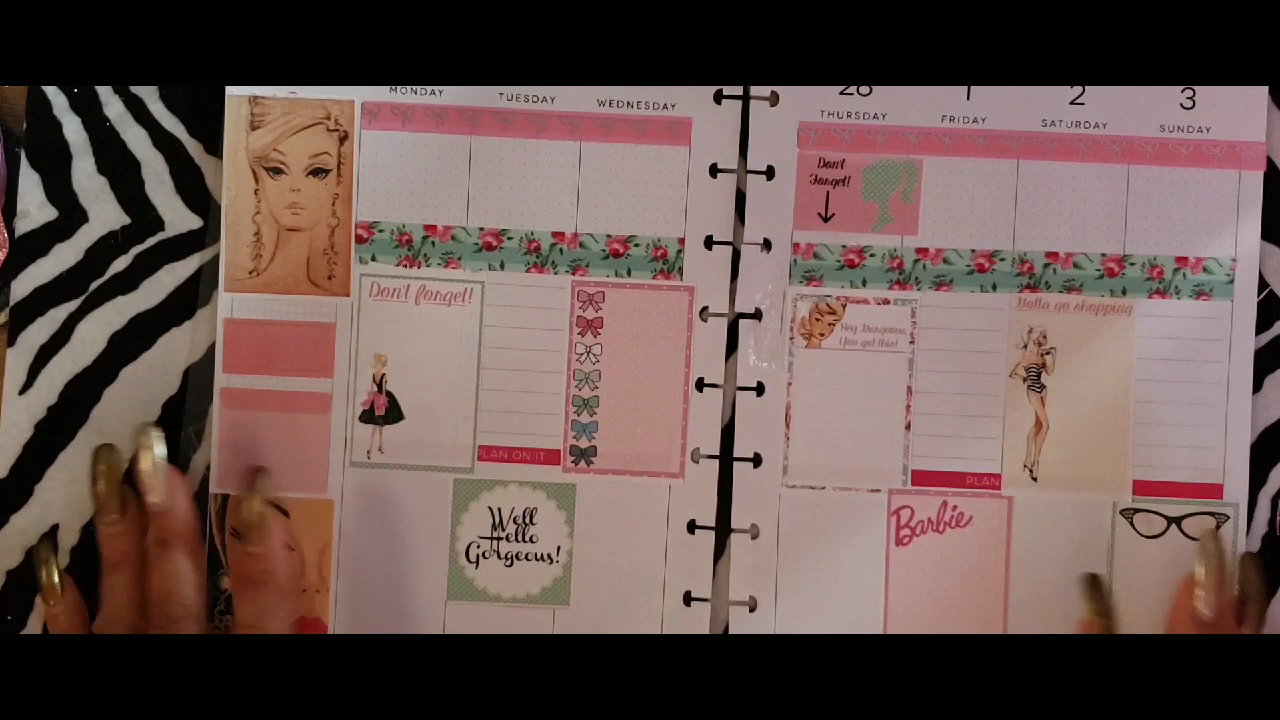 MONDAY
TUESDAY
WEDNESDAY
Don't forget!
PLAN ON IT
Well
Hello
Gorgeous!
28
1
2
3
THURSDAY
FRIDAY
SATURDAY
SUNDAY
Don't
Forget!
Hey Gorgeous,
You got this!
PLAN
Gotta go shopping
Barbie